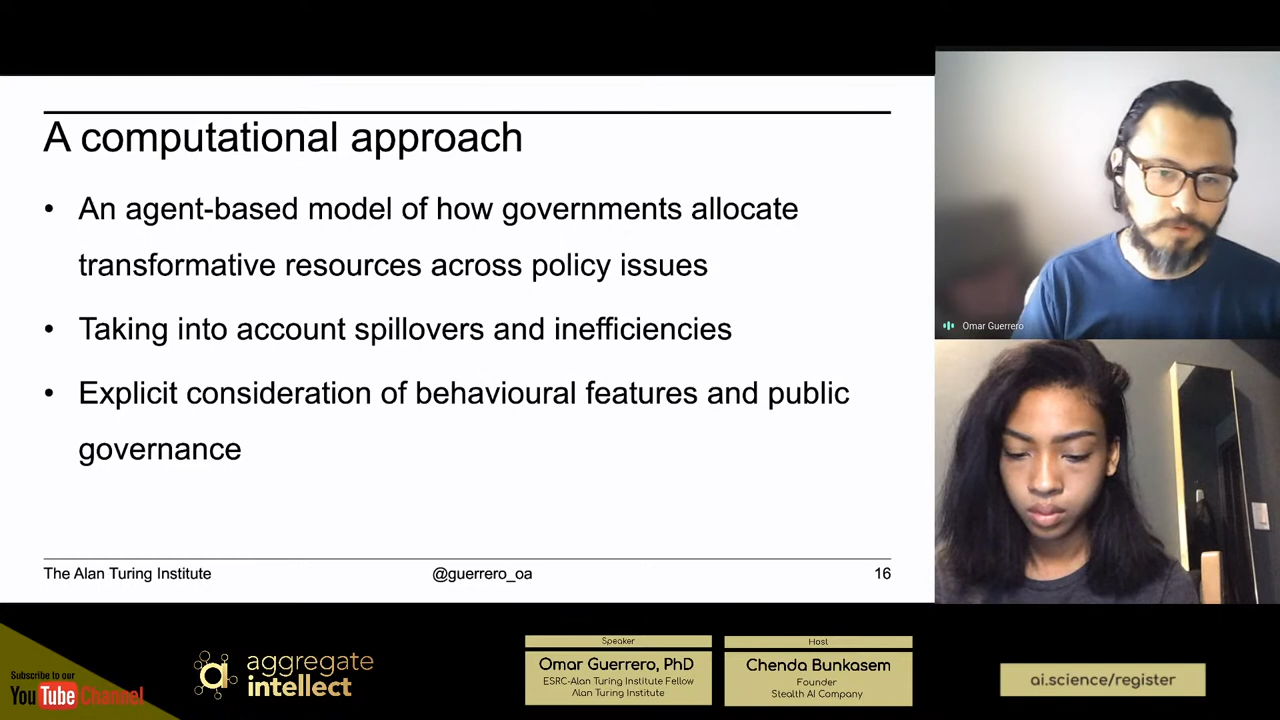 A computational approach
• An agent-based model of how governments allocate
transformative resources across policy issues
• Taking into account spillovers and inefficiencies
• Explicit consideration of behavioural features and public
governance
The Alan Turing Institute
@guerrero_oa
16
Omar Guerrero
Subscribe to our
YouTube Channel
aggregate
intellect
Speaker
Omar Guerrero, PhD
ESRC-Alan Turing Institute Fellow
Alan Turing Institute
Host
Chenda Bunkasem
Founder
Stealth AI Company
ai.science/register